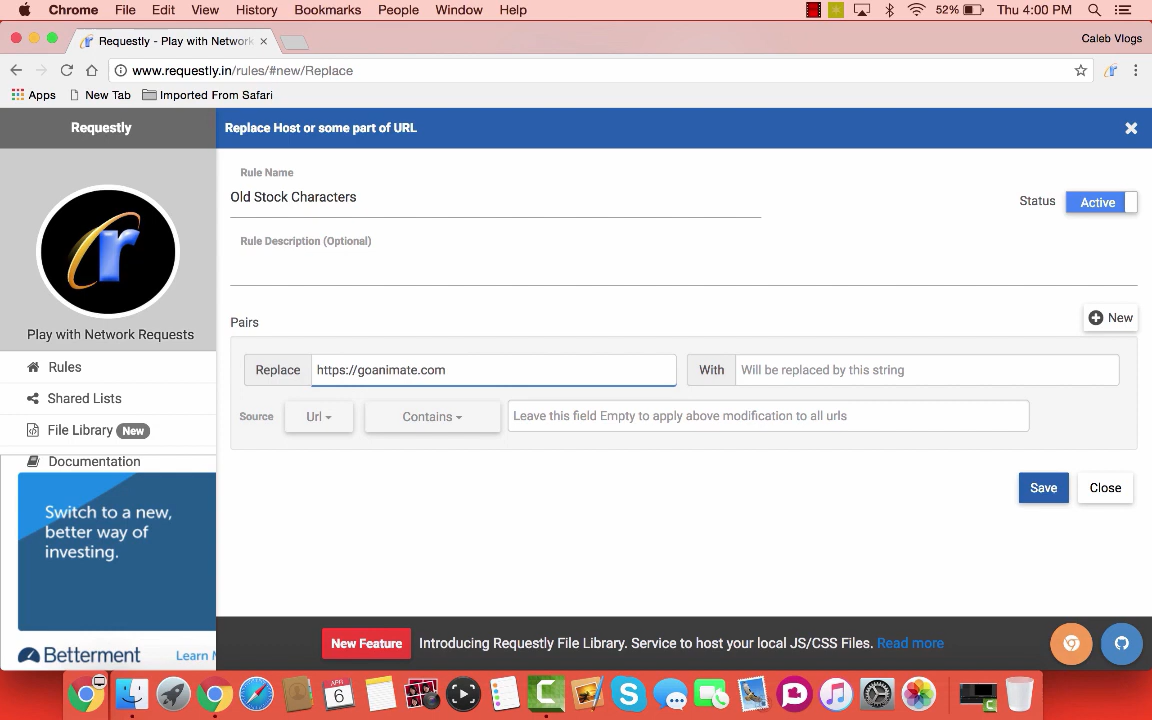 Chrome File Edit View History Bookmarks People Window Help 52% Thu 4:00 PM
Requestly - Play with Network Caleb Vlogs
www.requestly.in/rules/#new/Replace
Apps New Tab Imported From Safari
Requestly Replace Host or some part of URL
Rule Name
Old Stock Characters
Status Active
Rule Description (Optional)
Play with Network Requests
Pairs New
Replace https://goanimate.com With Will be replaced by this string
Source Url Contains Leave this field Empty to apply above modification to all urls
Rules
Shared Lists
File Library New
Documentation
Save Close
Switch to a new,
better way of
investing.
Betterment Learn
New Feature Introducing Requestly File Library. Service to host your local JS/CSS Files. Read more
APR
6